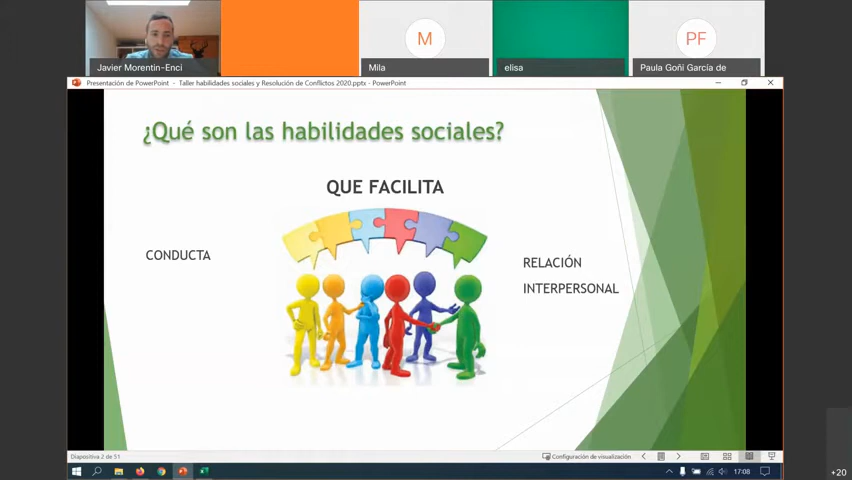 M
PF
Javier Morentin-Enci
Mila
elisa
Paula Goñi García de
Presentación de PowerPoint - Taller habilidades sociales y Resolución de Conflictos 2020.pptx - PowerPoint
¿Qué son las habilidades sociales?
QUE FACILITA
CONDUCTA
RELACIÓN
INTERPERSONAL
Diapositiva 2 de 51
Configuración de visualización
17:08
+20